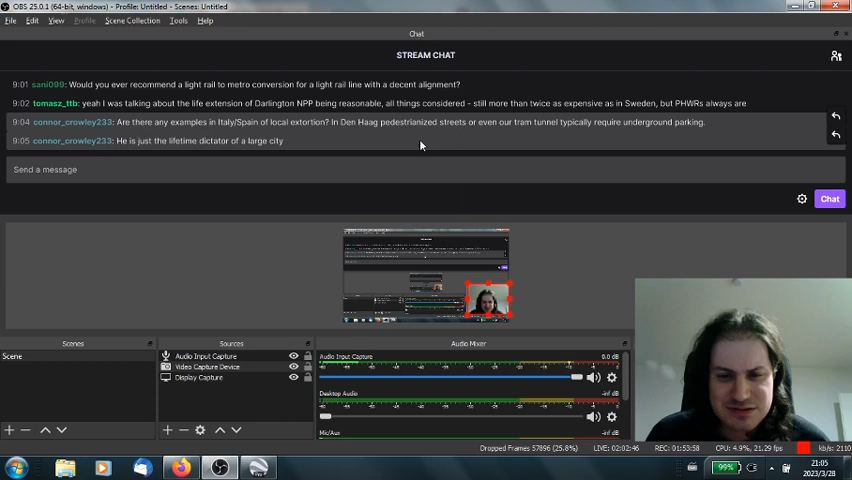 OBS 25.0.1 (64-bit, windows) - Profile: Untitled - Scenes: Untitled
File Edit View Profile Scene Collection Tools Help
Chat
STREAM CHAT
9:01 sani099: Would you ever recommend a light rail to metro conversion for a light rail line with a decent alignment?
9:02 tomasz_ttb: yeah I was talking about the life extension of Darlington NPP being reasonable, all things considered - still more than twice as expensive as in Sweden, but PHWRs always are
9:04 connor_crowley233: Are there any examples in Italy/Spain of local extortion? In Den Haag pedestrianized streets or even our tram tunnel typically require underground parking.
9:05 connor_crowley233: He is just the lifetime dictator of a large city
Send a message
Chat
Scenes Sources Audio Mixer
Scene
Audio Input Capture
Video Capture Device
Display Capture
Audio Input Capture 0.0 dB
Desktop Audio
Mic/Aux
Dropped Frames 57896 (25.8%) LIVE: 02:02:46 REC: 01:53:58 CPU: 4.9%, 21.29 fps kb/s: 2110
99% 21:05
2023/3/28